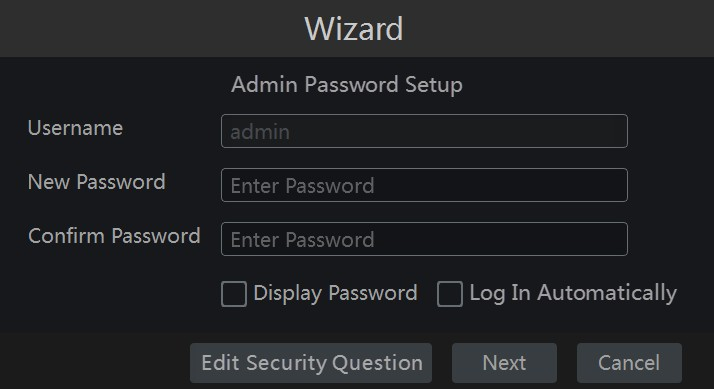 Wizard
Admin Password Setup
Username admin
New Password Enter Password
Confirm Password Enter Password
Display Password Log In Automatically
Edit Security Question Next Cancel